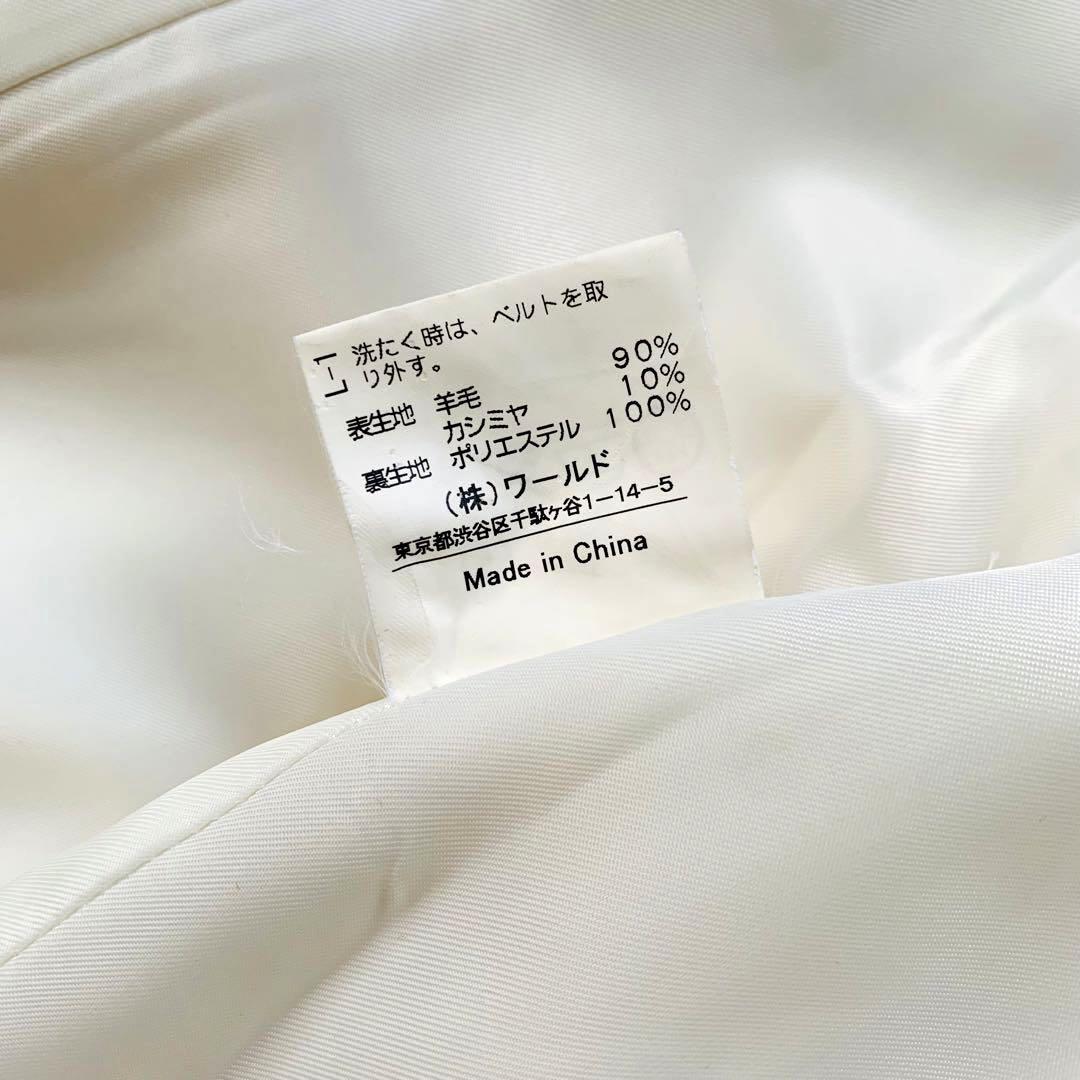 L-1
洗たく時は、ベルトを取
り外す。
表生地 羊毛 90%
カシミヤ 10%
裏生地 ポリエステル 100%
(株)ワールド
東京都渋谷区千駄ヶ谷1-14-5
Made in China